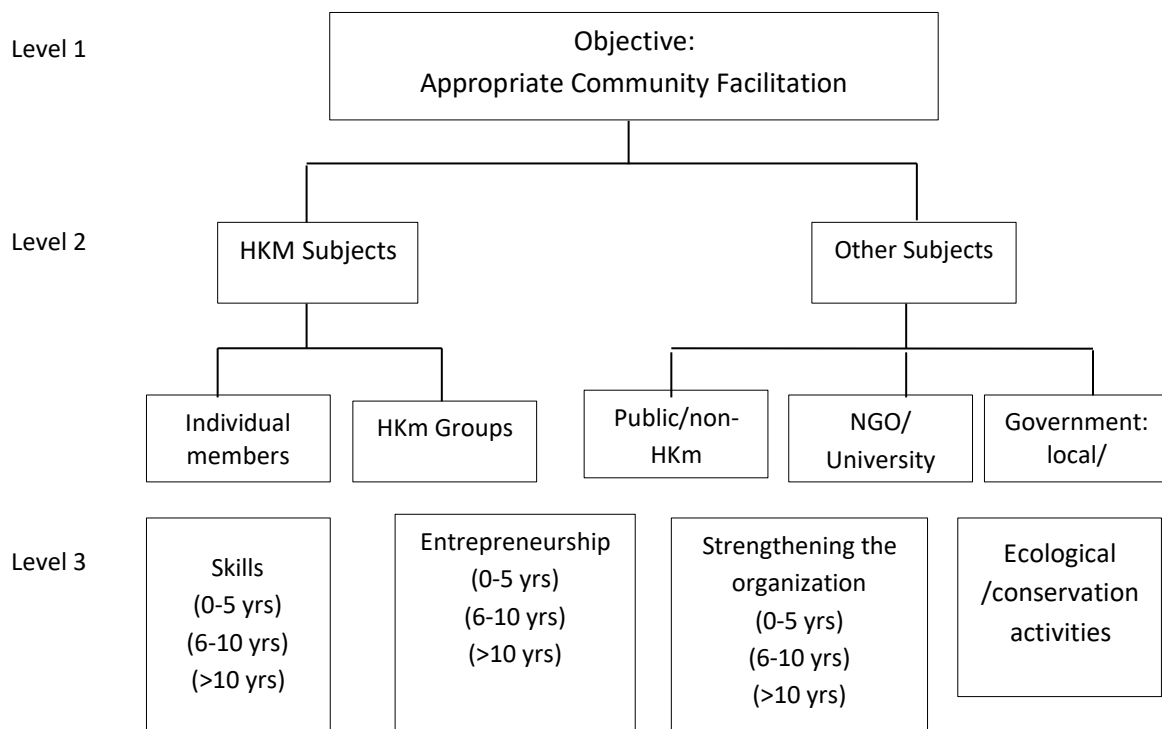 Level 1
Objective:
Appropriate Community Facilitation
Level 2
HKM Subjects
Other Subjects
Individual
members
HKm Groups
Public/non-
HKm
NGO/
University
Government:
local/
Level 3
Skills
(0-5 yrs)
(6-10 yrs)
(>10 yrs)
Entrepreneurship
(0-5 yrs)
(6-10 yrs)
(>10 yrs)
Strengthening the
organization
(0-5 yrs)
(6-10 yrs)
(>10 yrs)
Ecological
/conservation
activities